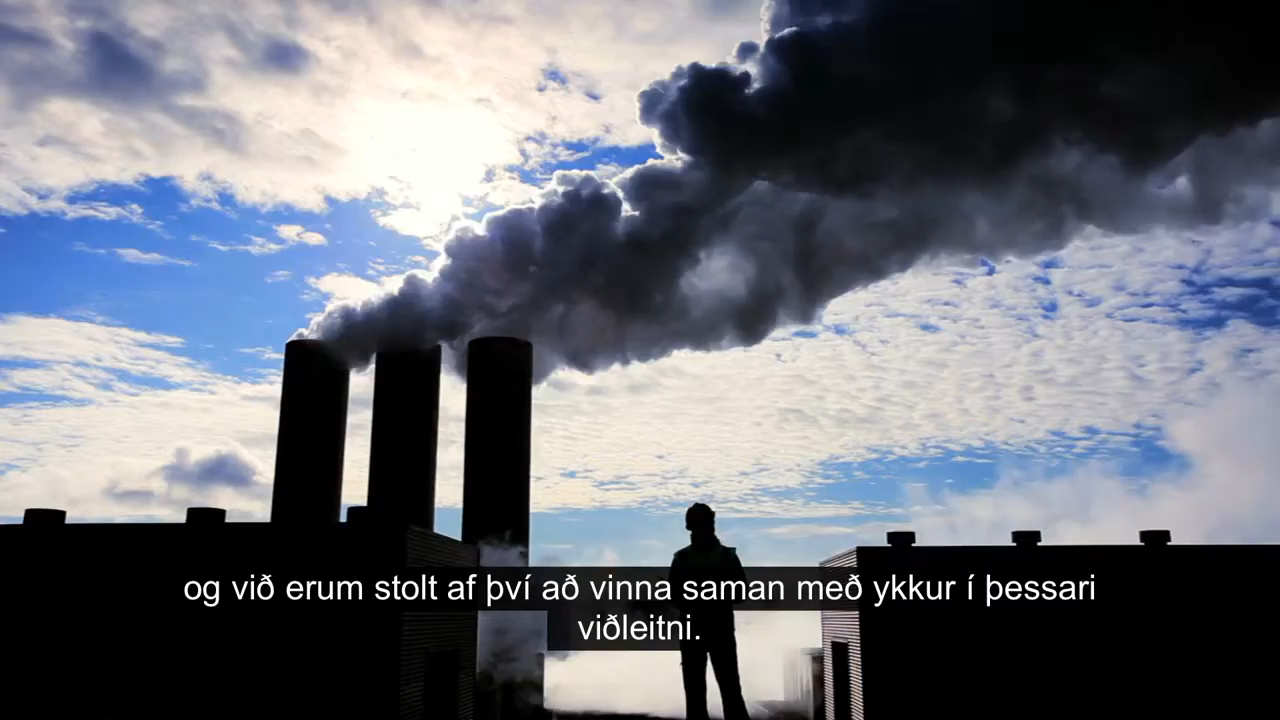 og við erum stolt af því að vinna saman með ykkur í þessari
viðleitni.